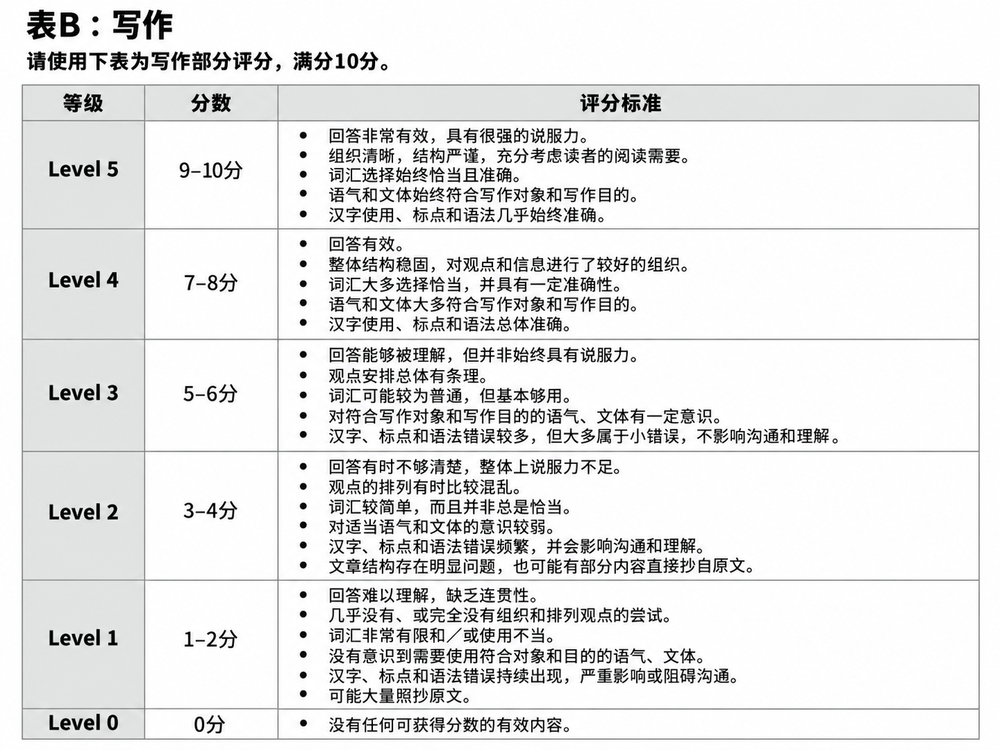 表B：写作
请使用下表为写作部分评分，满分10分。
等级 分数 评分标准
Level 5 9–10分
• 回答非常有效，具有很强的说服力。
• 组织清晰，结构严谨，充分考虑读者的阅读需要。
• 词汇选择始终恰当且准确。
• 语气和文体始终符合写作对象和写作目的。
• 汉字使用、标点和语法几乎始终准确。
Level 4 7–8分
• 回答有效。
• 整体结构稳固，对观点和信息进行了较好的组织。
• 词汇大多选择恰当，并具有一定准确性。
• 语气和文体大多符合写作对象和写作目的。
• 汉字使用、标点和语法总体准确。
Level 3 5–6分
• 回答能够被理解，但并非始终具有说服力。
• 观点安排总体有条理。
• 词汇可能较为普通，但基本够用。
• 对符合写作对象和写作目的的语气、文体有一定意识。
• 汉字、标点和语法错误较多，但大多属于小错误，不影响沟通和理解。
Level 2 3–4分
• 回答有时不够清楚，整体上说服力不足。
• 观点的排列有时比较混乱。
• 词汇较简单，而且并非总是恰当。
• 对适当语气和文体的意识较弱。
• 汉字、标点和语法错误频繁，并会影响沟通和理解。
• 文章结构存在明显问题，也可能有部分内容直接抄自原文。
Level 1 1–2分
• 回答难以理解，缺乏连贯性。
• 几乎没有、或完全没有组织和排列观点的尝试。
• 词汇非常有限和／或使用不当。
• 没有意识到需要使用符合对象和目的的语气、文体。
• 汉字、标点和语法错误持续出现，严重影响或阻碍沟通。
• 可能大量照抄原文。
Level 0 0分
• 没有任何可获得分数的有效内容。